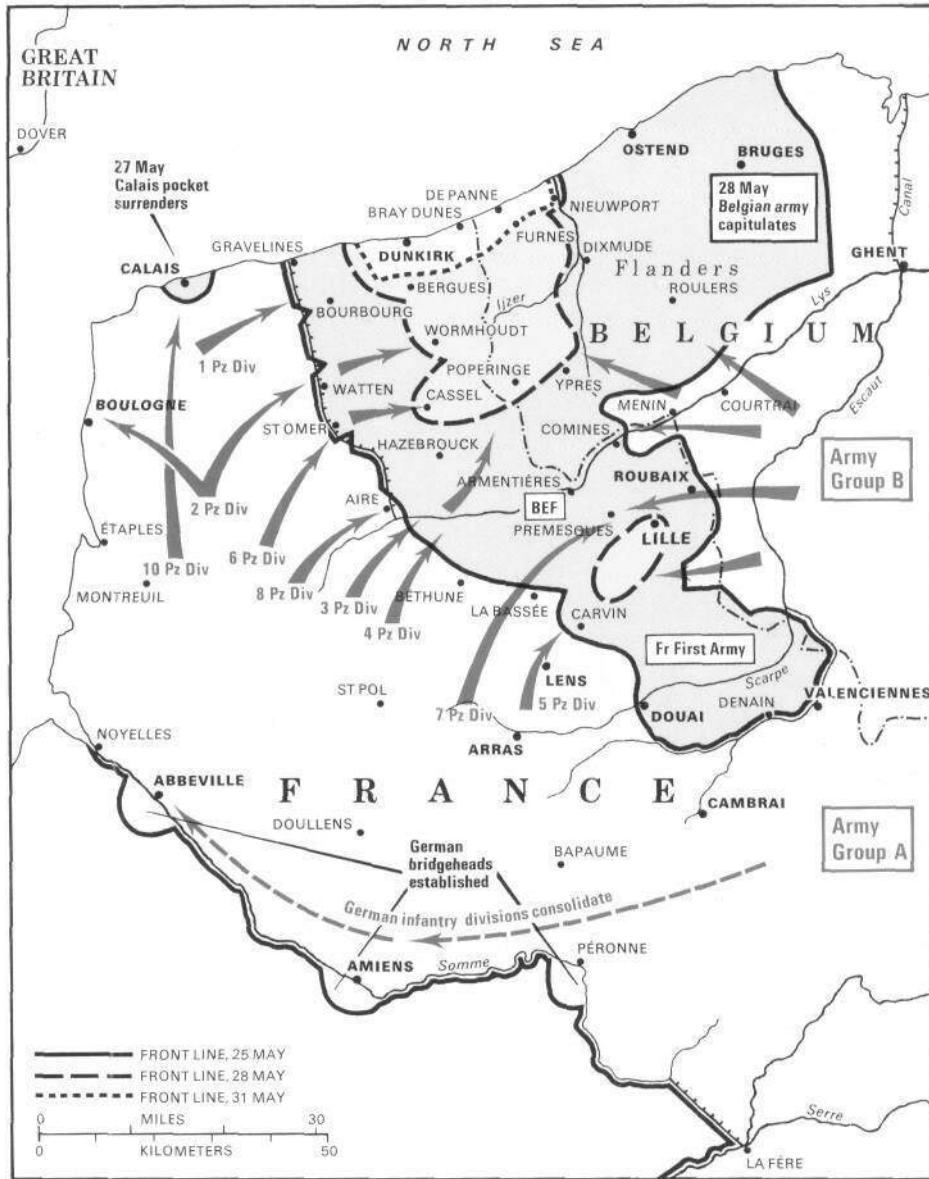 NORTH SEA
GREAT
BRITAIN
DOVER
27 May
Calais pocket
surrenders
OSTEND
BRUGES
28 May
Belgian army
capitulates
DE PANNE
BRAY DUNES
NIEUWPORT
GRAVELINES
DUNKIRK
FURNES
DIXMUDE
Canal
GHENT
CALAIS
BERGUES
Flanders
BOURBOURG
Ijzer
ROULERS
Lys
WORMHOUDT
BELGIUM
1 Pz Div
POPERINGE
YPRES
Escaut
WATTEN
CASSEL
MENIN
COURTRAI
BOULOGNE
ST OMER
COMINES
HAZEBROUCK
Army
Group B
ARMENTIÈRES
ROUBAIX
AIRE
BEF
2 Pz Div
PREMESQUES
LILLE
ÉTAPLES
6 Pz Div
10 Pz Div
8 Pz Div
MONTREUIL
3 Pz Div
BÉTHUNE
LA BASSÉE
CARVIN
4 Pz Div
Fr First Army
LENS
Scarpe
ST POL
7 Pz Div
5 Pz Div
DOUAI
DENAIN
VALENCIENNES
ARRAS
NOYELLES
ABBEVILLE
FRANCE
CAMBRAI
DOULLENS
German
bridgeheads
established
BAPAUME
Army
Group A
German infantry divisions consolidate
PÉRONNE
AMIENS
Somme
FRONT LINE, 25 MAY
FRONT LINE, 28 MAY
FRONT LINE, 31 MAY
0 MILES 30
0 KILOMETERS 50
Serre
LA FÉRE